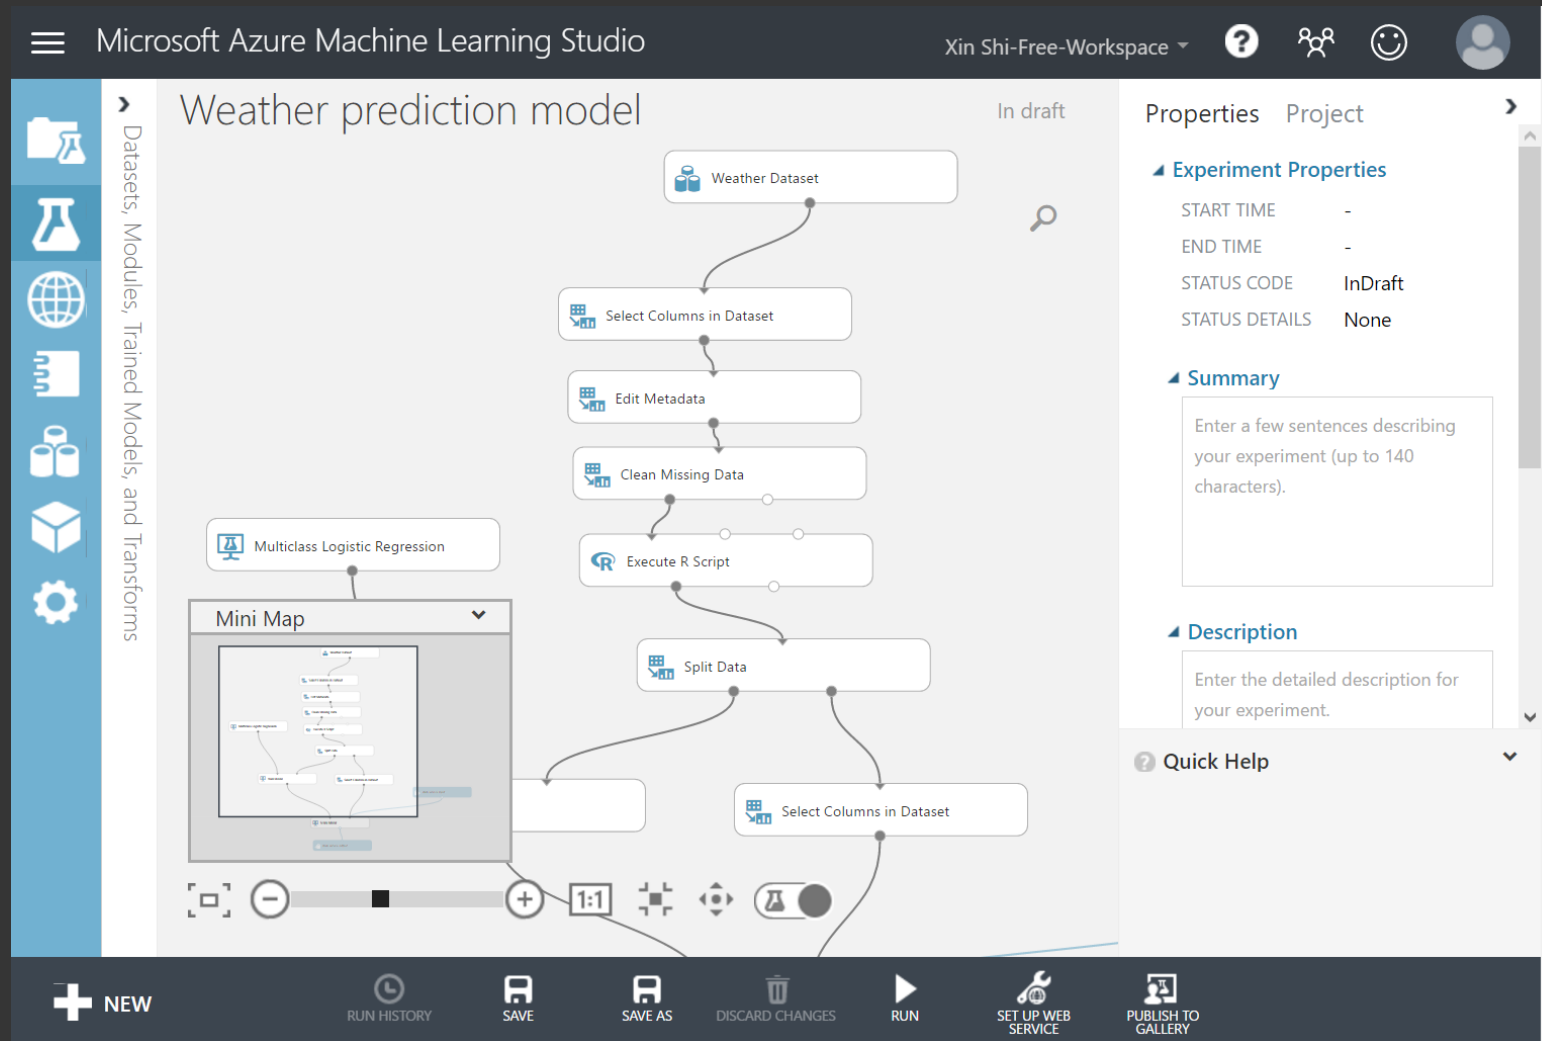 Microsoft Azure Machine Learning Studio
Xin Shi-Free-Workspace
?
Datasets, Modules, Trained Models, and Transforms
Weather prediction model
In draft
Weather Dataset
Select Columns in Dataset
Edit Metadata
Clean Missing Data
Multiclass Logistic Regression
R
Execute R Script
Split Data
Select Columns in Dataset
Mini Map
1:1
Properties
Project
Experiment Properties
START TIME -
END TIME -
STATUS CODE InDraft
STATUS DETAILS None
Summary
Enter a few sentences describing
your experiment (up to 140
characters).
Description
Enter the detailed description for
your experiment.
? Quick Help
NEW
RUN HISTORY
SAVE
SAVE AS
DISCARD CHANGES
RUN
SET UP WEB
SERVICE
PUBLISH TO
GALLERY